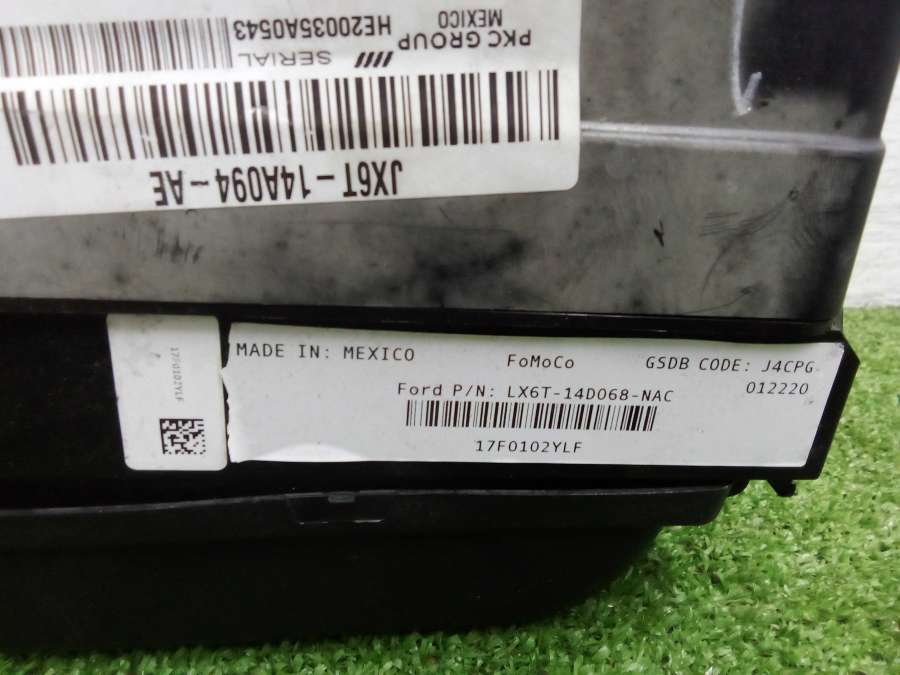 PKC GROUP
MEXICO
SERIAL
HE20035A0543
JX6T-14A094-AE
MADE IN: MEXICO
FoMoCo
GSDB CODE: J4CPG
012220
Ford P/N: LX6T-14D068-NAC
17F0102YLF
17F0102YLF